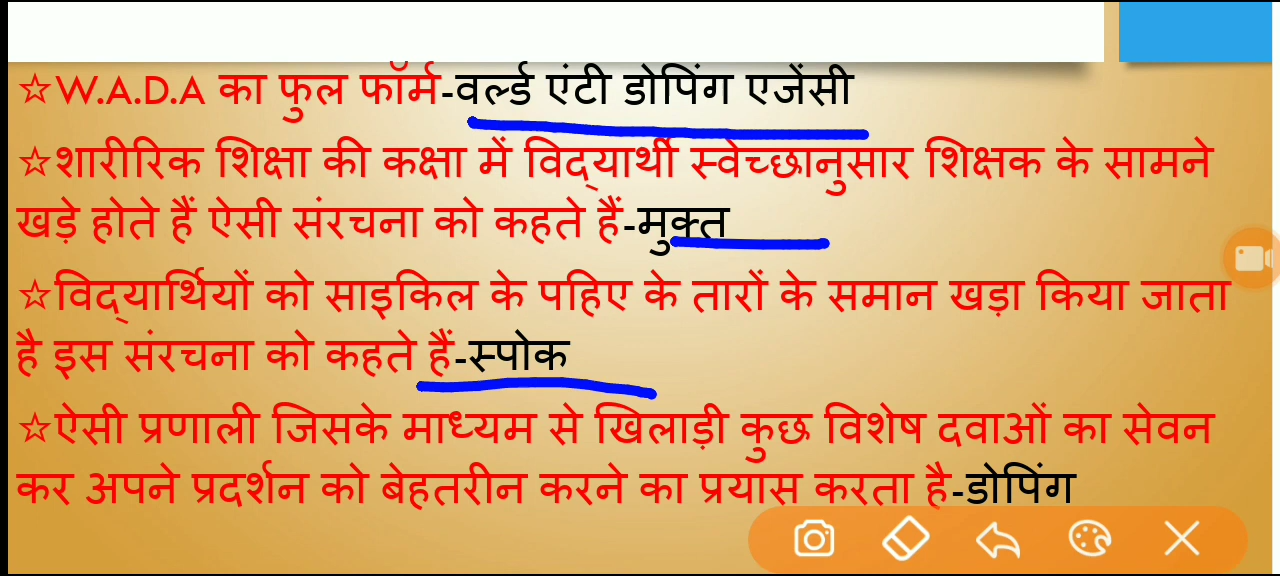 ☆W.A.D.A का फुल फॉर्म-वर्ल्ड एंटी डोपिंग एजेंसी
☆शारीरिक शिक्षा की कक्षा में विद्यार्थी स्वेच्छानुसार शिक्षक के सामने
खड़े होते हैं ऐसी संरचना को कहते हैं-मुक्त
☆विद्यार्थियों को साइकिल के पहिए के तारों के समान खड़ा किया जाता
है इस संरचना को कहते हैं-स्पोक
☆ऐसी प्रणाली जिसके माध्यम से खिलाड़ी कुछ विशेष दवाओं का सेवन
कर अपने प्रदर्शन को बेहतरीन करने का प्रयास करता है-डोपिंग